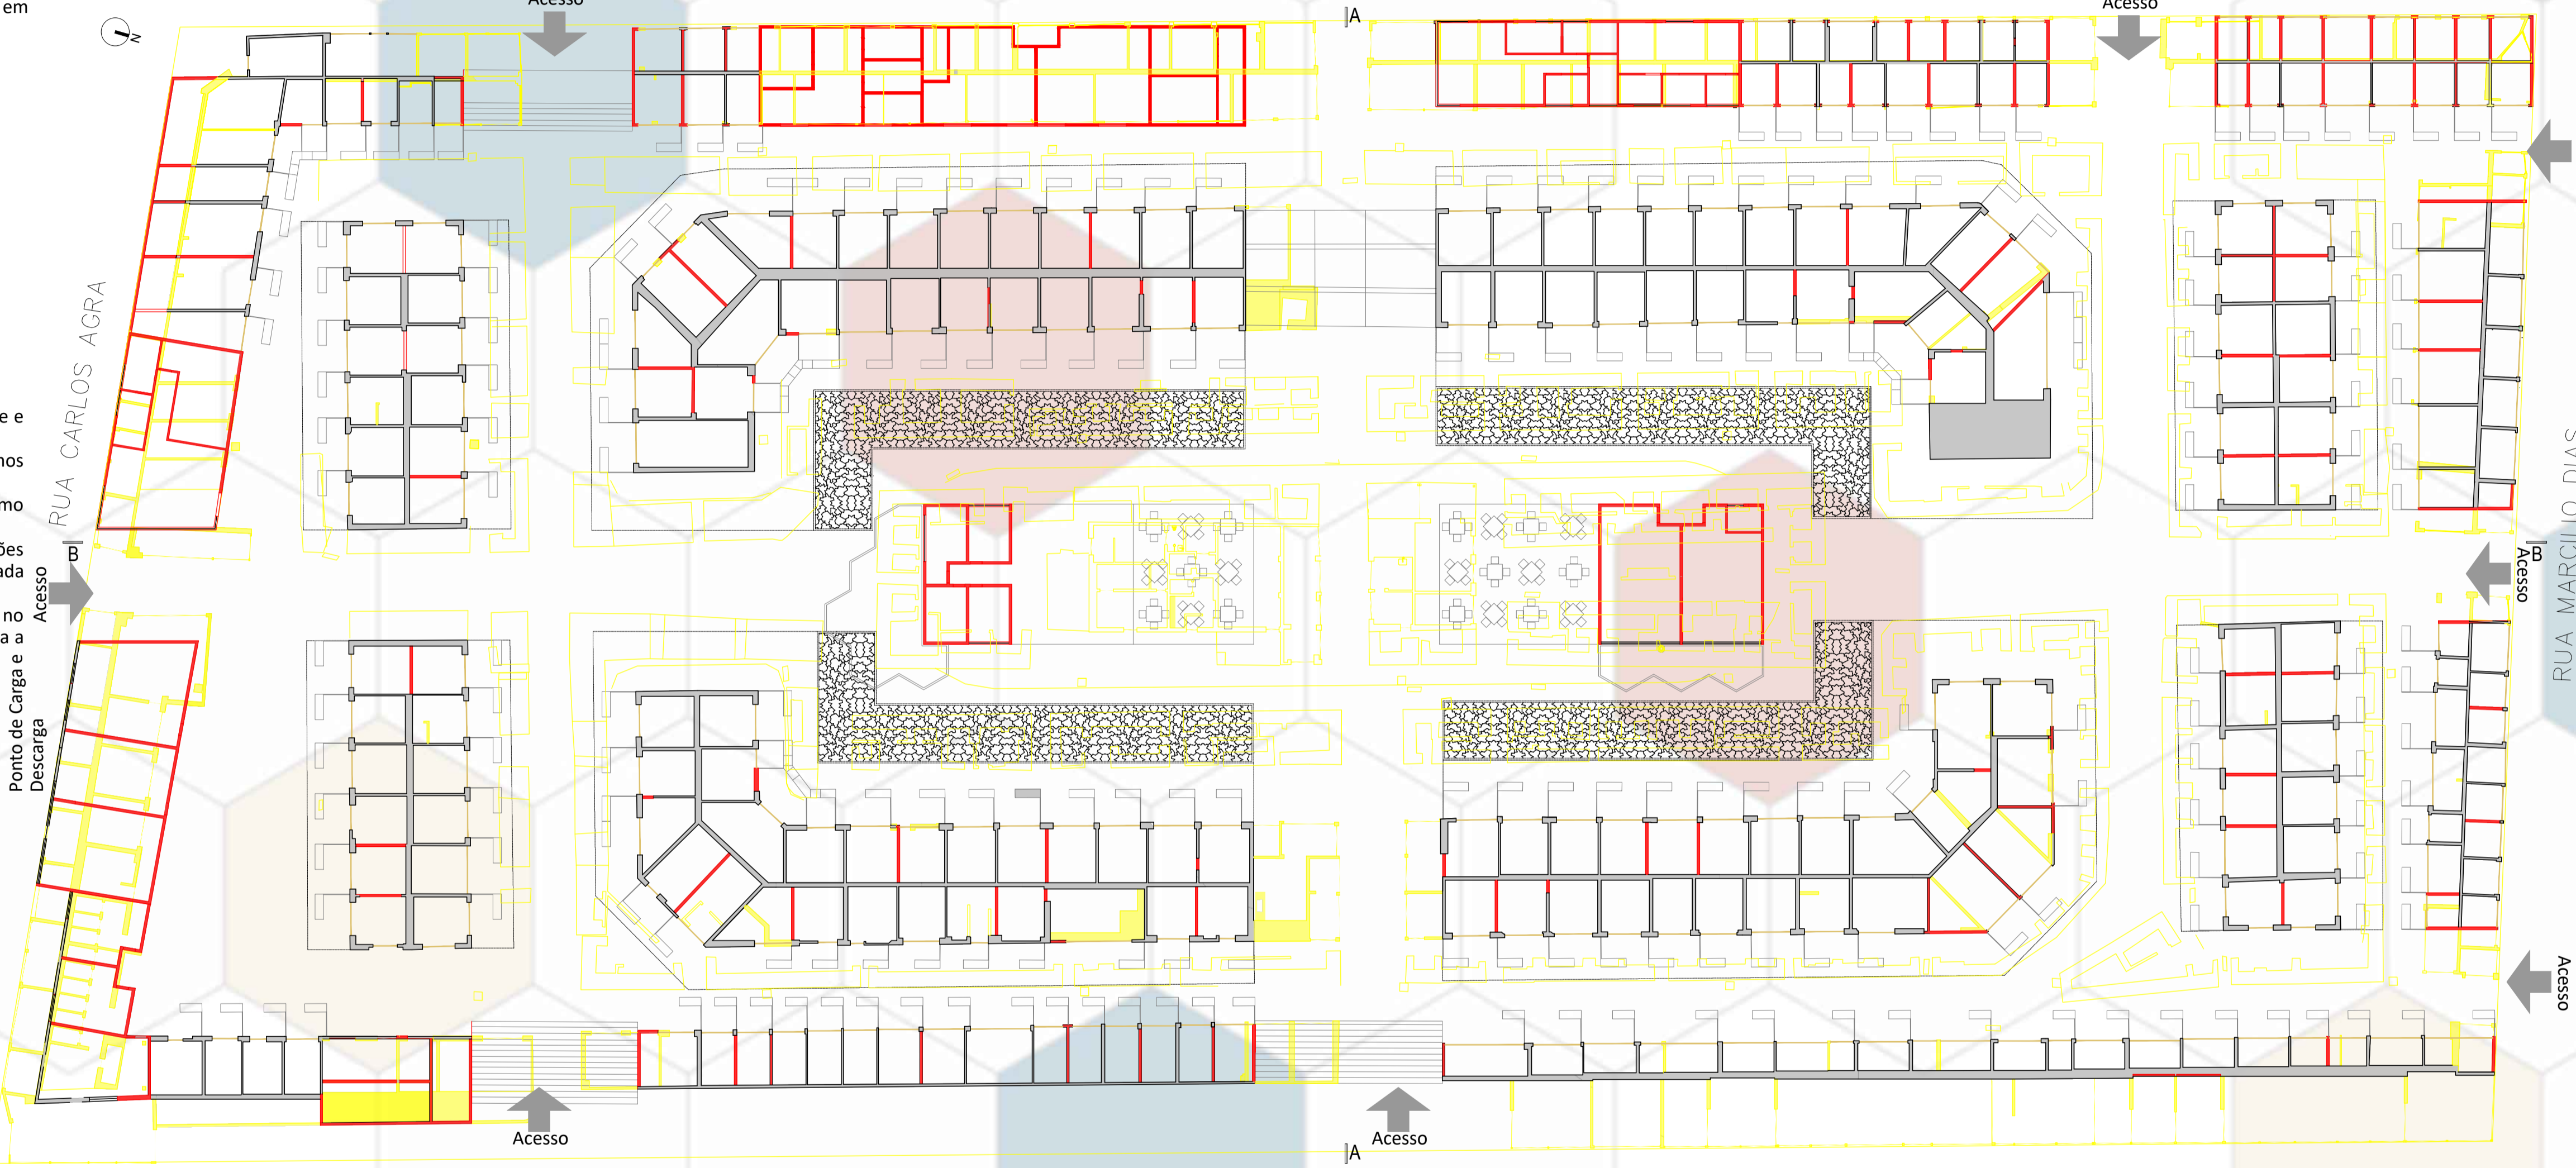 em
Acesso
A
Acesso
N
RUA CARLOS AGRA
e e
nos
mo
ões
ada
no
a a
B
Acesso
Ponto de Carga e
Descarga
B
Acesso
RUA MARCILIO DIAS
Acesso
Acesso
Acesso
A